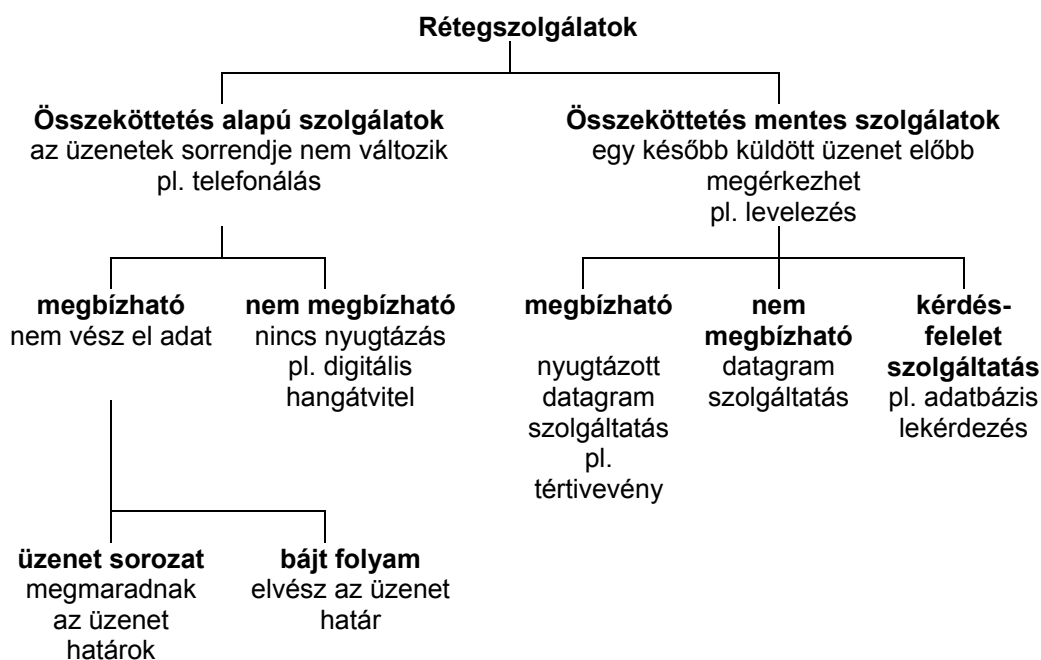 Rétegszolgálatok
Összeköttetés alapú szolgálatok
az üzenetek sorrendje nem változik
pl. telefonálás
Összeköttetés mentes szolgálatok
egy később küldött üzenet előbb
megérkezhet
pl. levelezés
megbízható
nem vész el adat
nem megbízható
nincs nyugtázás
pl. digitális
hangátvitel
megbízható
nyugtázott
datagram
szolgáltatás
pl.
tértivevény
nem
megbízható
datagram
szolgáltatás
kérdés-
felelet
szolgáltatás
pl. adatbázis
lekérdezés
üzenet sorozat
megmaradnak
az üzenet
határok
bájt folyam
elvész az üzenet
határ